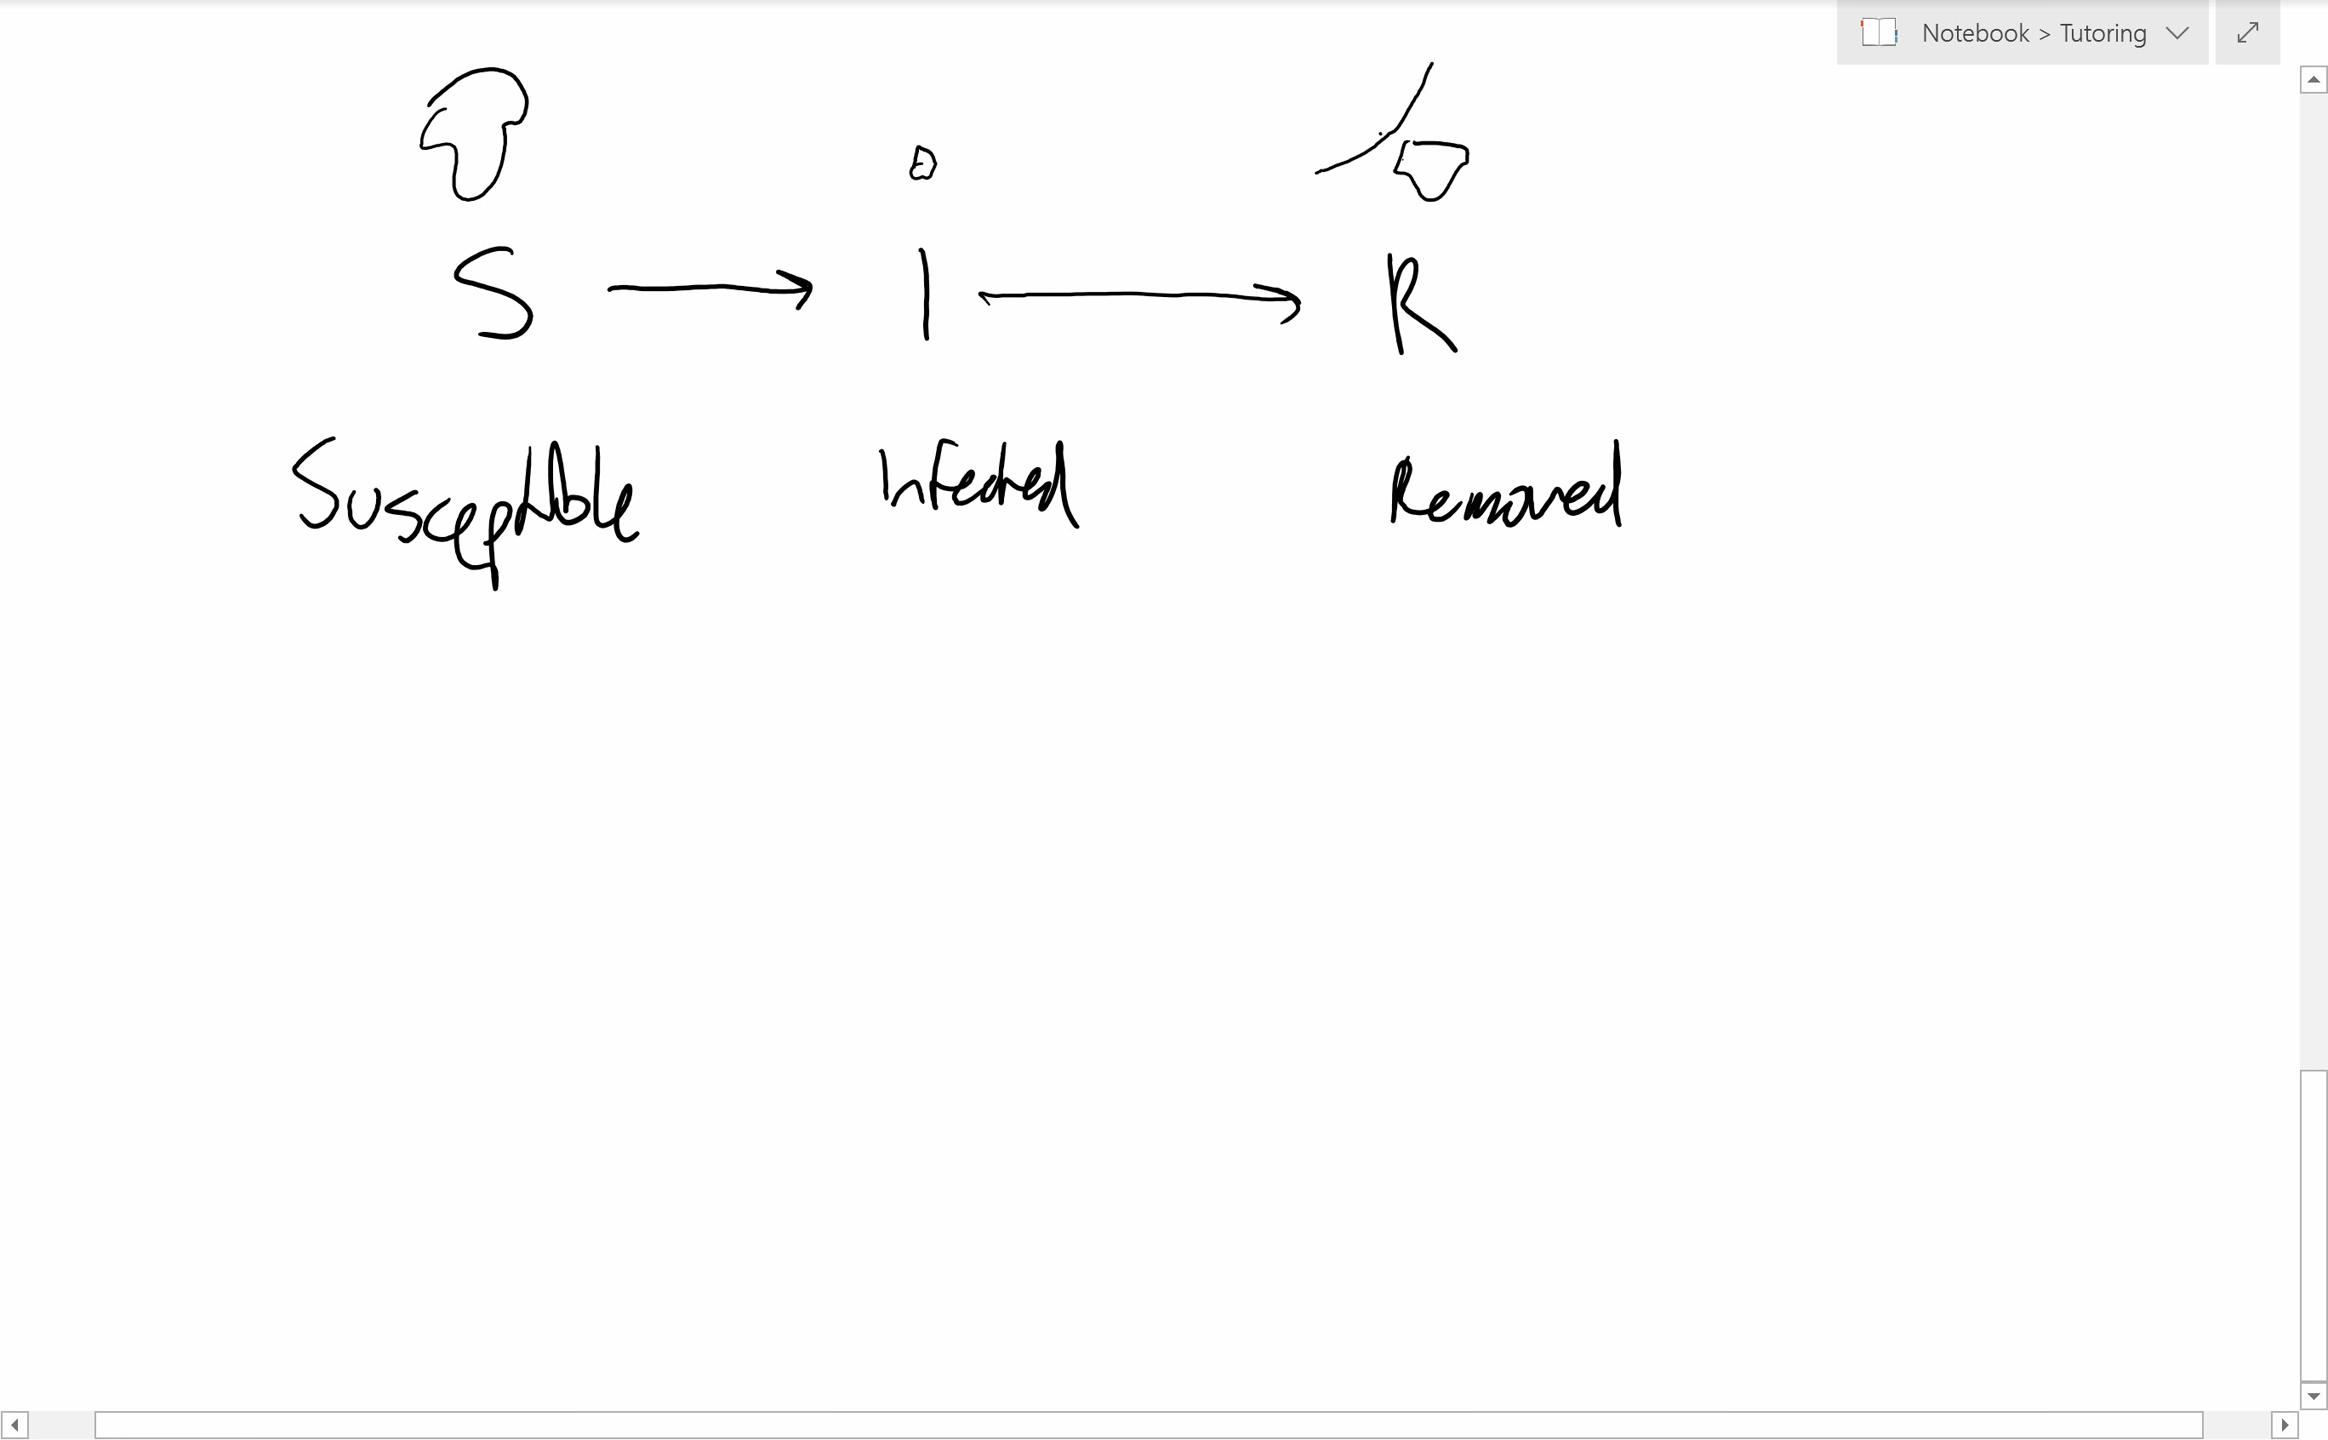 Notebook > Tutoring
S → I → R
Susceptible Infected Removed